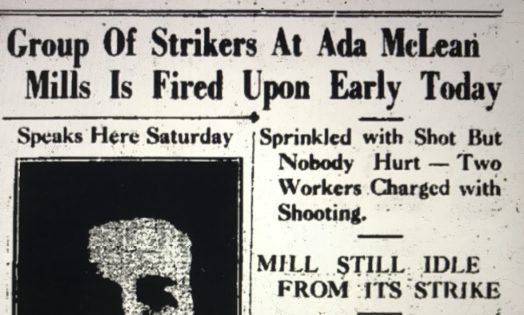 Group Of Strikers At Ada McLean
Mills Is Fired Upon Early Today
Speaks Here Saturday
Sprinkled with Shot But
Nobody Hurt — Two
Workers Charged with
Shooting.
MILL STILL IDLE
FROM ITS STRIKE